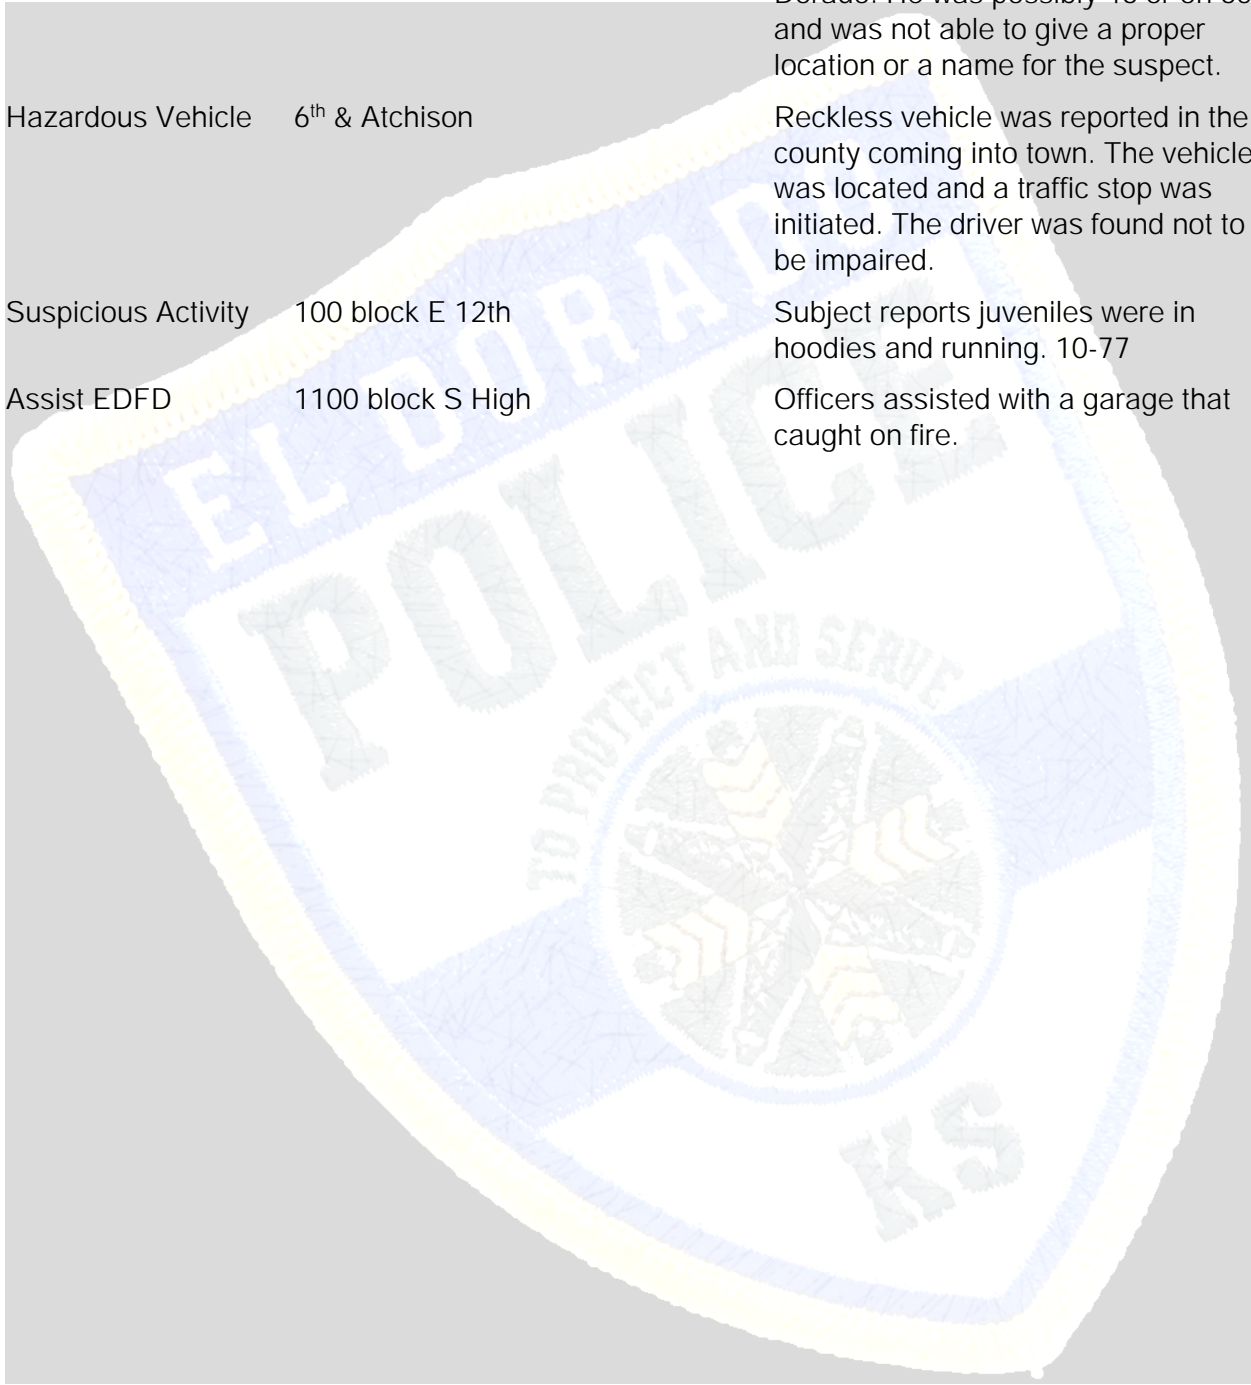 and was not able to give a proper
location or a name for the suspect.
Hazardous Vehicle 6th & Atchison Reckless vehicle was reported in the
county coming into town. The vehicle
was located and a traffic stop was
initiated. The driver was found not to
be impaired.
Suspicious Activity 100 block E 12th Subject reports juveniles were in
hoodies and running. 10-77
Assist EDFD 1100 block S High Officers assisted with a garage that
caught on fire.
EL DORADO
POLICE
TO PROTECT AND SERVE
KS